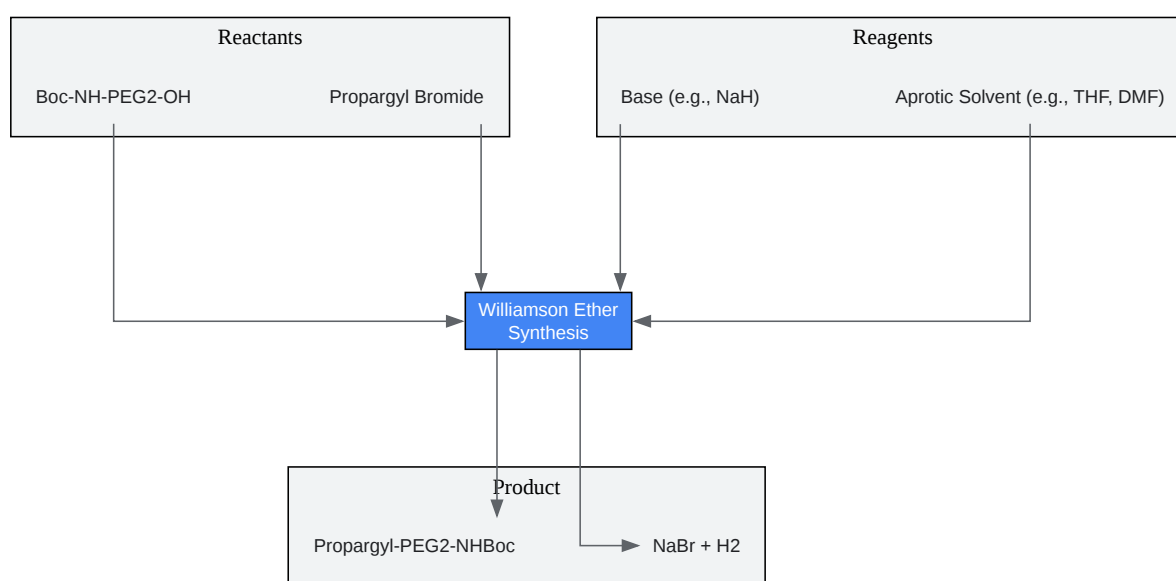 Reactants
Reagents
Boc-NH-PEG2-OH
Propargyl Bromide
Base (e.g., NaH)
Aprotic Solvent (e.g., THF, DMF)
Williamson Ether
Synthesis
Product
Propargyl-PEG2-NHBoc
NaBr + H2